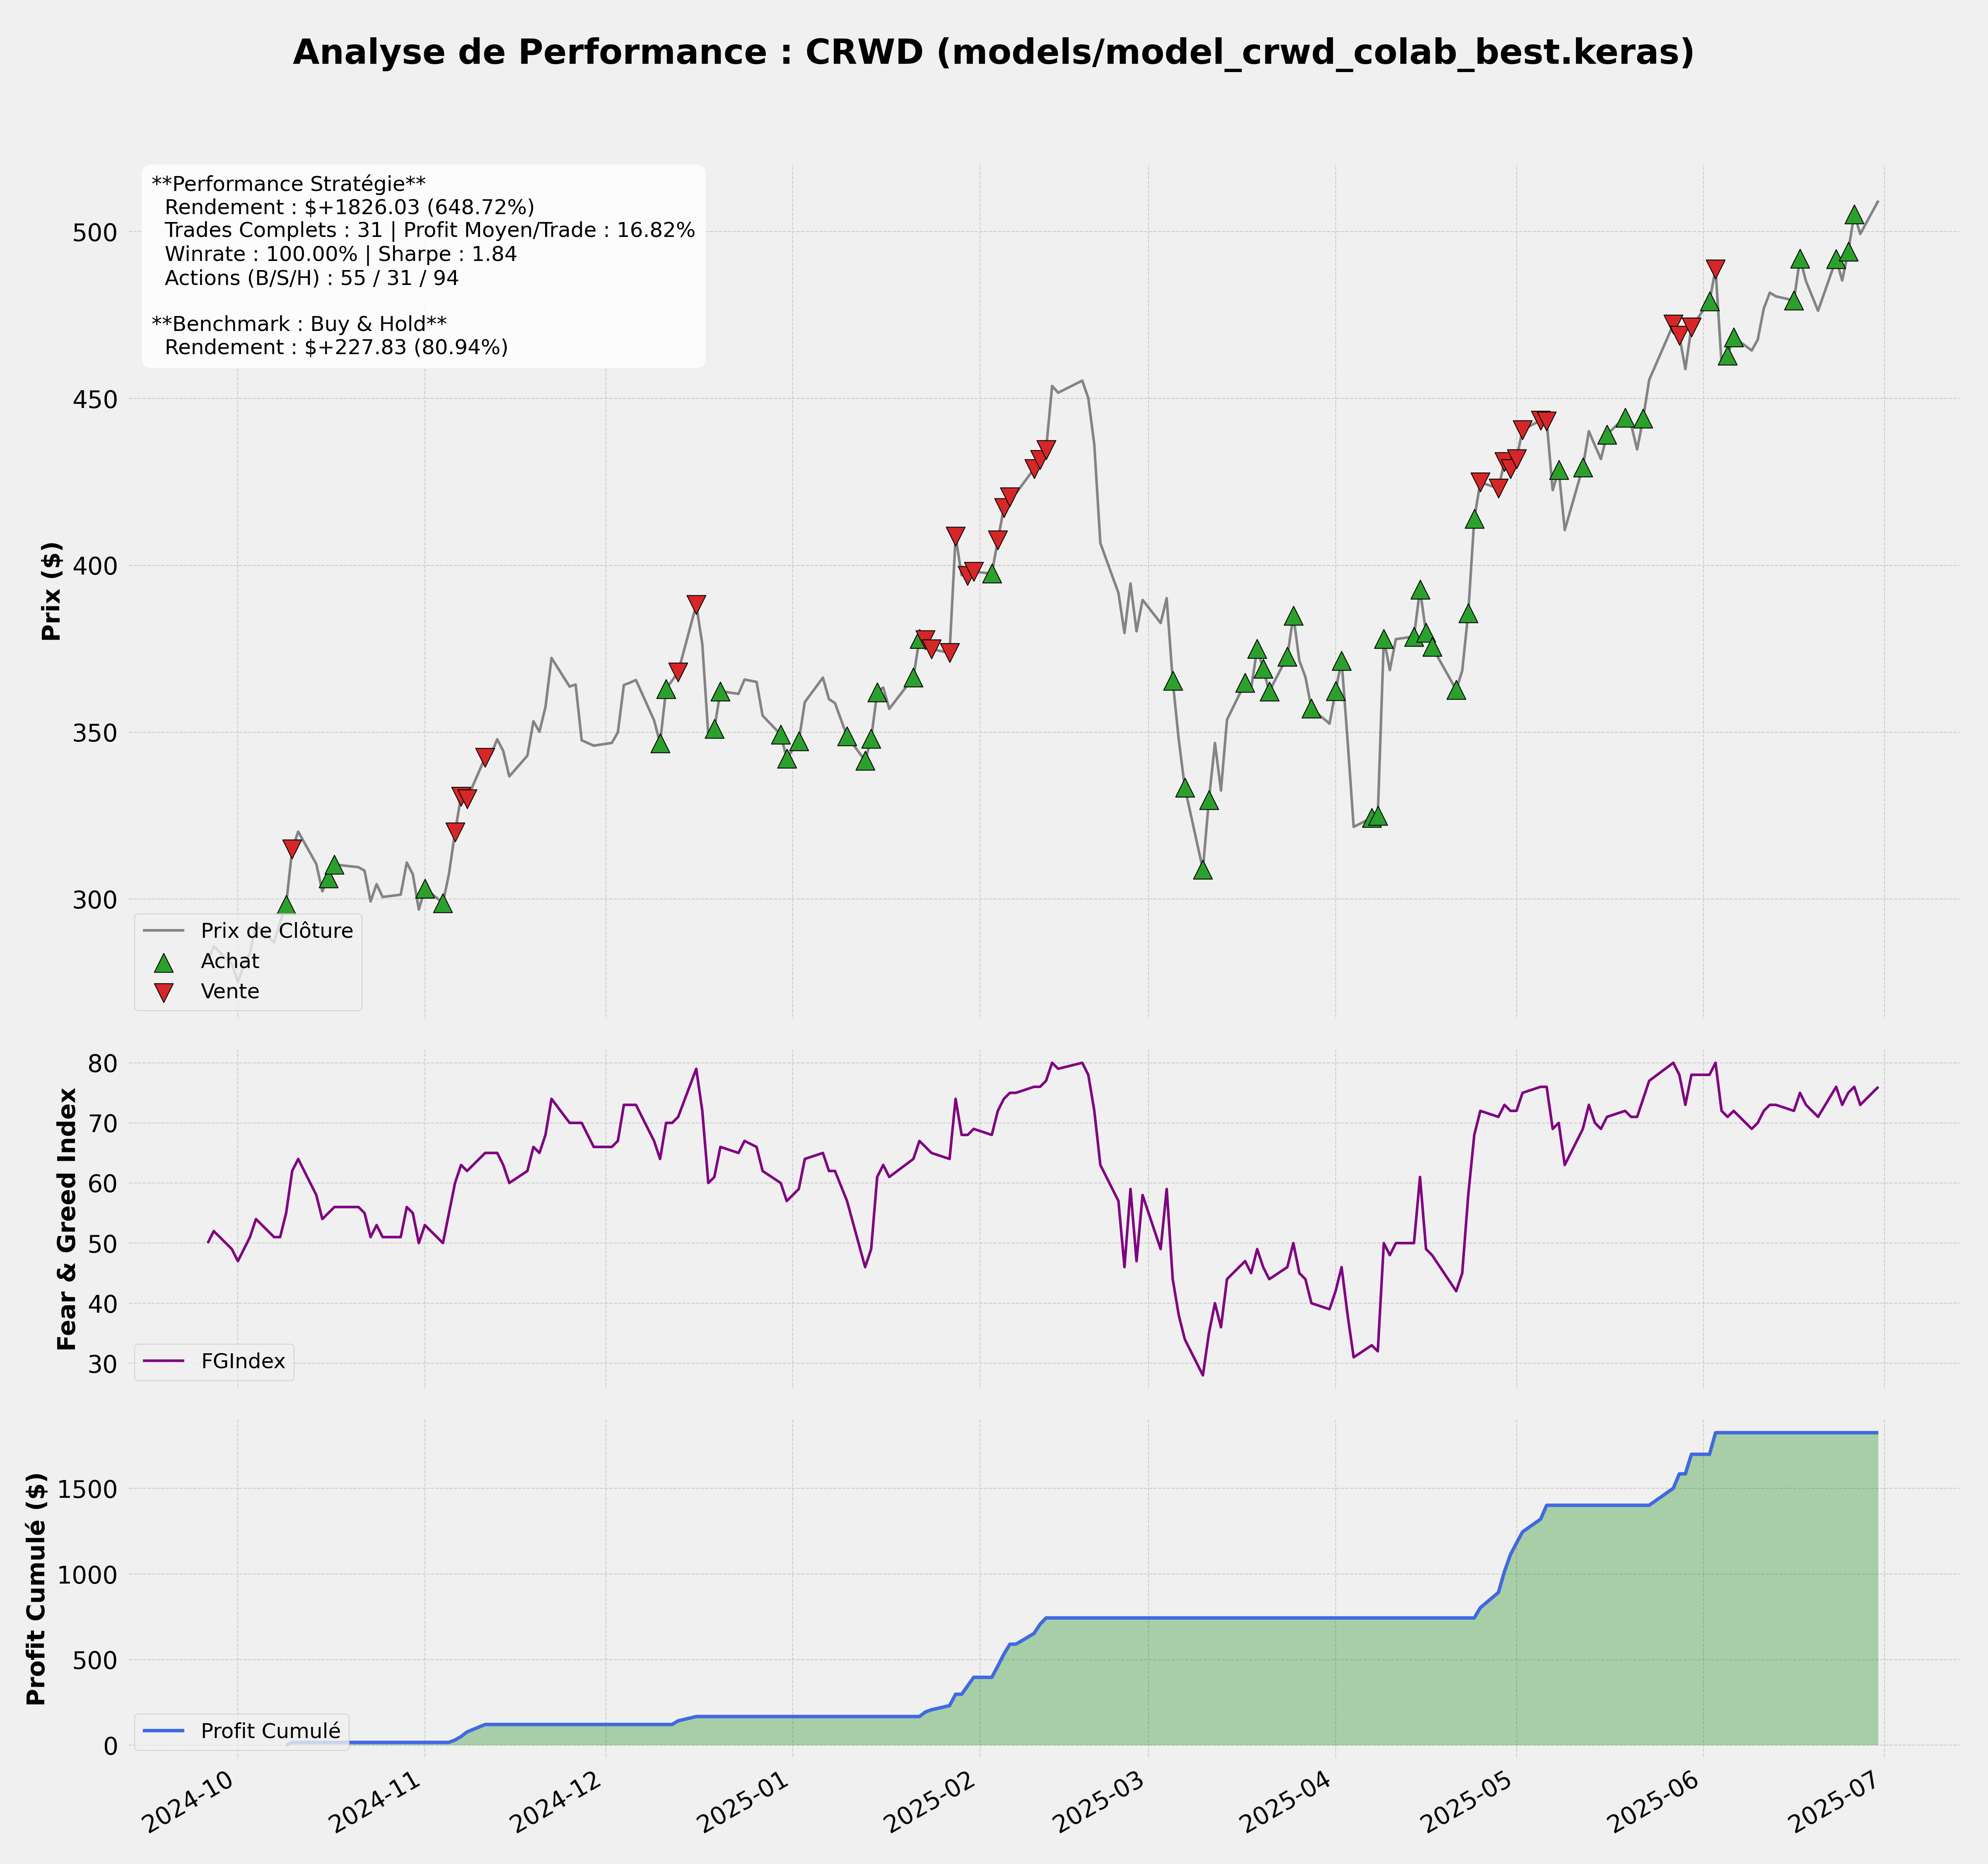 Analyse de Performance : CRWD (models/model_crwd_colab_best.keras)
**Performance Stratégie**
Rendement : $+1826.03 (648.72%)
Trades Complets : 31 | Profit Moyen/Trade : 16.82%
Winrate : 100.00% | Sharpe : 1.84
Actions (B/S/H) : 55 / 31 / 94
**Benchmark : Buy & Hold**
Rendement : $+227.83 (80.94%)
Prix ($)
500
450
400
350
300
Prix de Clôture
Achat
Vente
Fear & Greed Index
80
70
60
50
40
30
FGIndex
Profit Cumulé ($)
1500
1000
500
0
Profit Cumulé
2024-10
2024-11
2024-12
2025-01
2025-02
2025-03
2025-04
2025-05
2025-06
2025-07